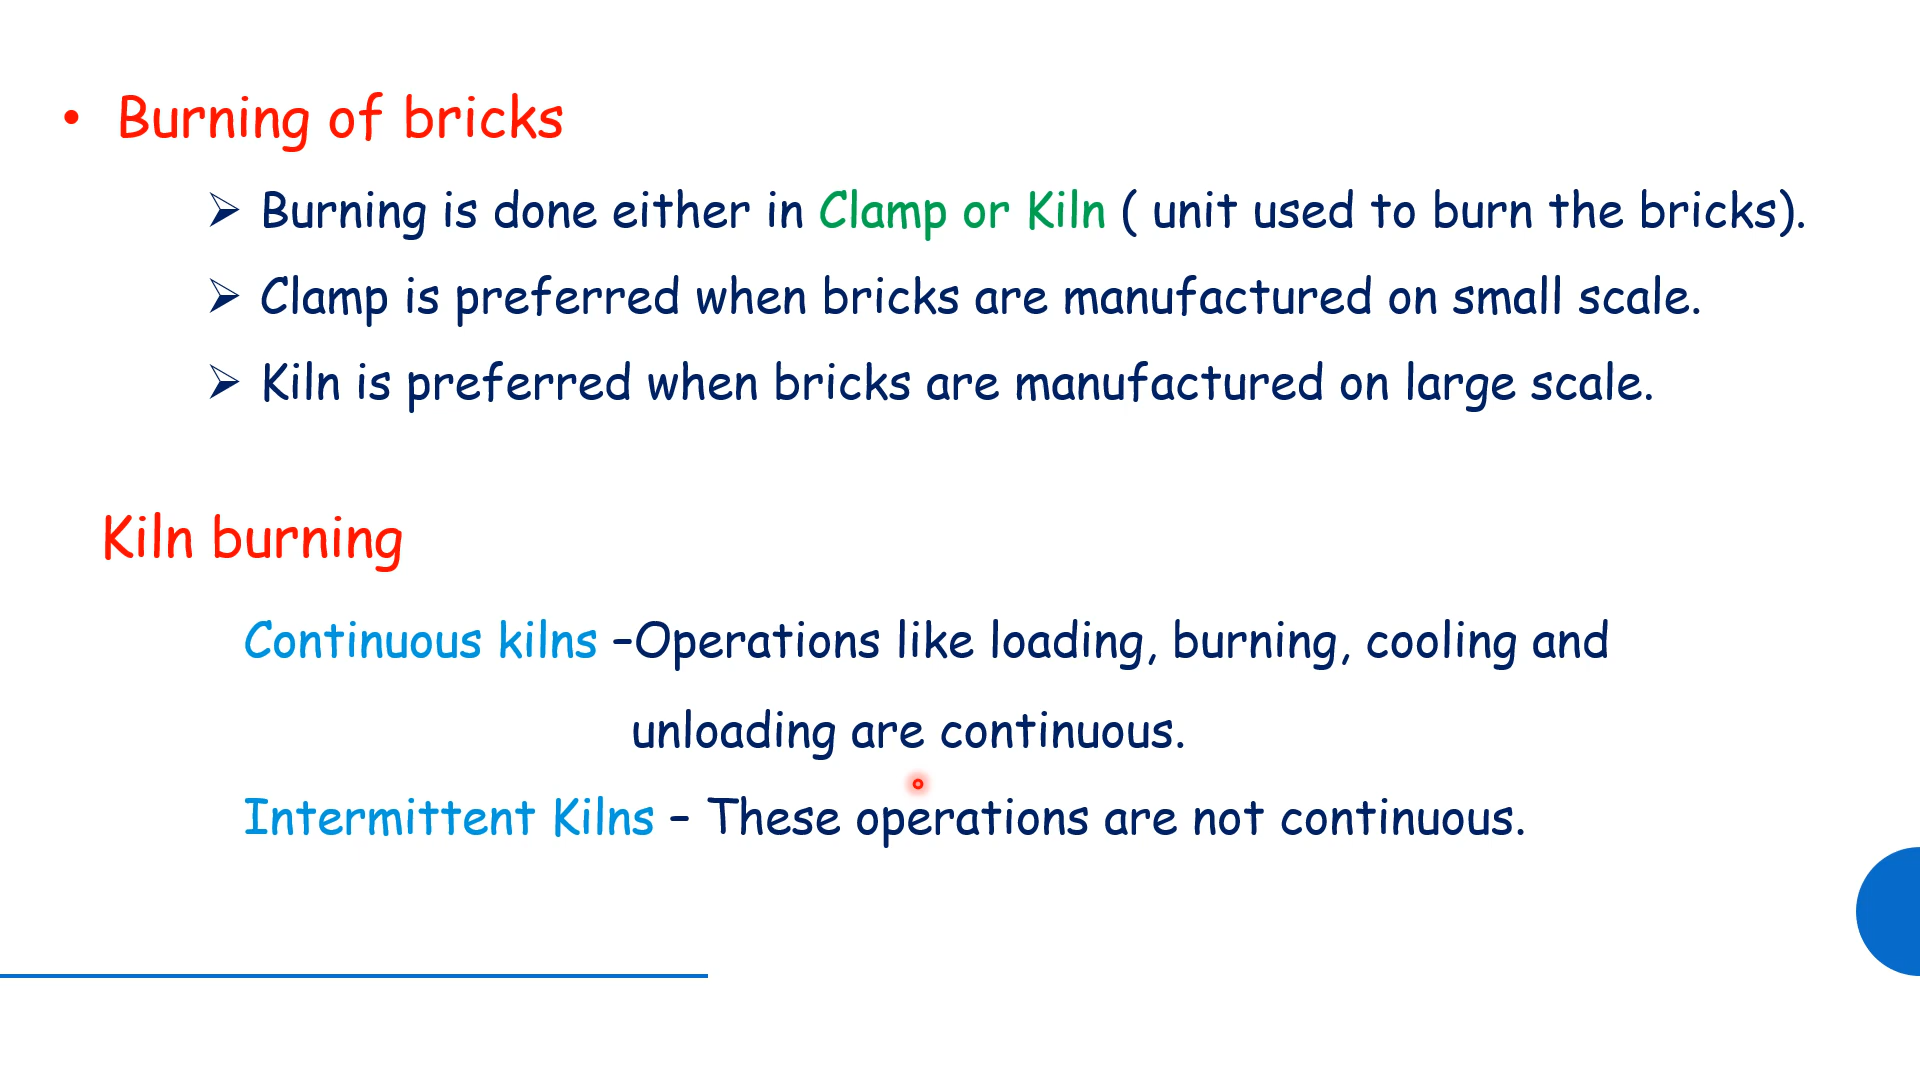 • Burning of bricks
➢ Burning is done either in Clamp or Kiln ( unit used to burn the bricks).
➢ Clamp is preferred when bricks are manufactured on small scale.
➢ Kiln is preferred when bricks are manufactured on large scale.
Kiln burning
Continuous kilns –Operations like loading, burning, cooling and
unloading are continuous.
Intermittent Kilns – These operations are not continuous.